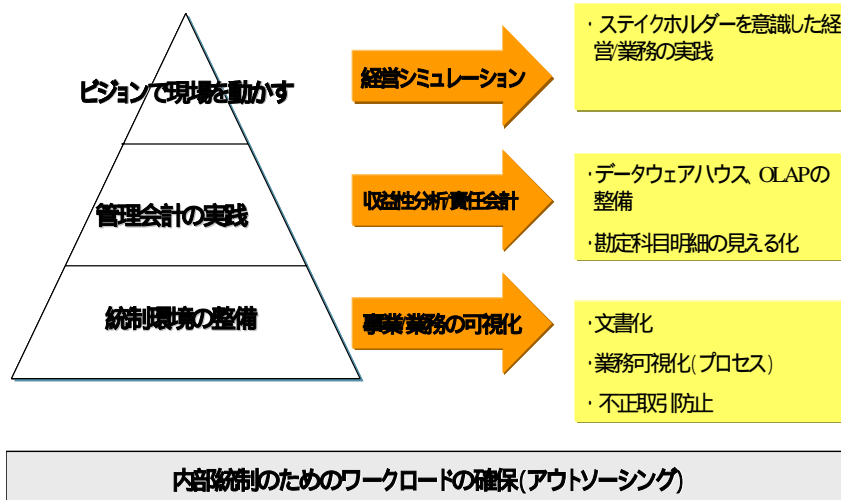 ビジョンで現場を動かす
経営シミュレーション
・ステイクホルダーを意識した経
営/業務の実践
管理会計の実践
収益性分析/責任会計
・データウェアハウス、OLAPの
整備
・勘定科目明細の見える化
統制環境の整備
事業/業務の可視化
・文書化
・業務可視化(プロセス)
・不正取引防止
内部統制のためのワークロードの確保(アウトソーシング)